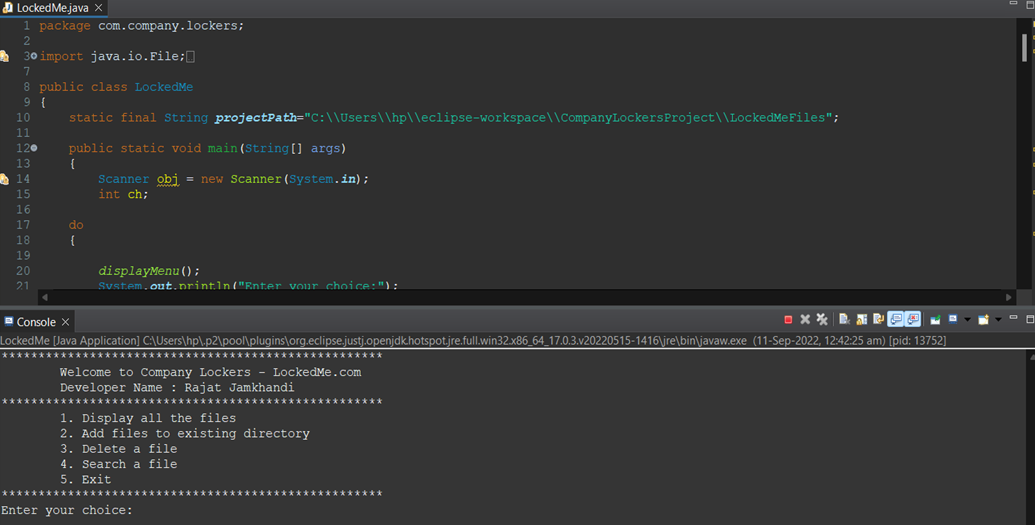 LockedMe.java
1 package com.company.lockers;
2
3 import java.io.File;
7
8 public class LockedMe
9 {
10 static final String projectPath="C:\\Users\\hp\\eclipse-workspace\\CompanyLockersProject\\LockedMeFiles";
11
12 public static void main(String[] args)
13 {
14 Scanner obj = new Scanner(System.in);
15 int ch;
16
17 do
18 {
19
20 displayMenu();
21 System.out.println("Enter your choice:");
Console
LockedMe [Java Application] C:\Users\hp\.p2\pool\plugins\org.eclipse.justj.openjdk.hotspot.jre.full.win32.x86_64_17.0.3.v20220515-1416\jre\bin\javaw.exe (11-Sep-2022, 12:42:25 am) [pid: 13752]
****************************************************
Welcome to Company Lockers - LockedMe.com
Developer Name : Rajat Jamkhandi
****************************************************
1. Display all the files
2. Add files to existing directory
3. Delete a file
4. Search a file
5. Exit
****************************************************
Enter your choice: